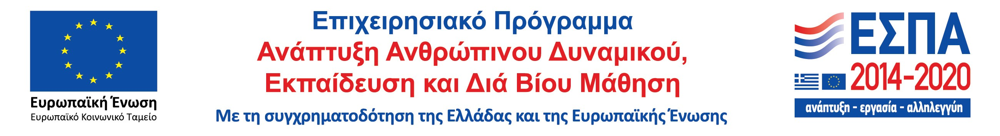 Ευρωπαϊκή Ένωση
Ευρωπαϊκό Κοινωνικό Ταμείο
Επιχειρησιακό Πρόγραμμα
Ανάπτυξη Ανθρώπινου Δυναμικού,
Εκπαίδευση και Διά Βίου Μάθηση
Με τη συγχρηματοδότηση της Ελλάδας και της Ευρωπαϊκής Ένωσης
ΕΣΠΑ
2014-2020
ανάπτυξη - εργασία - αλληλεγγύη